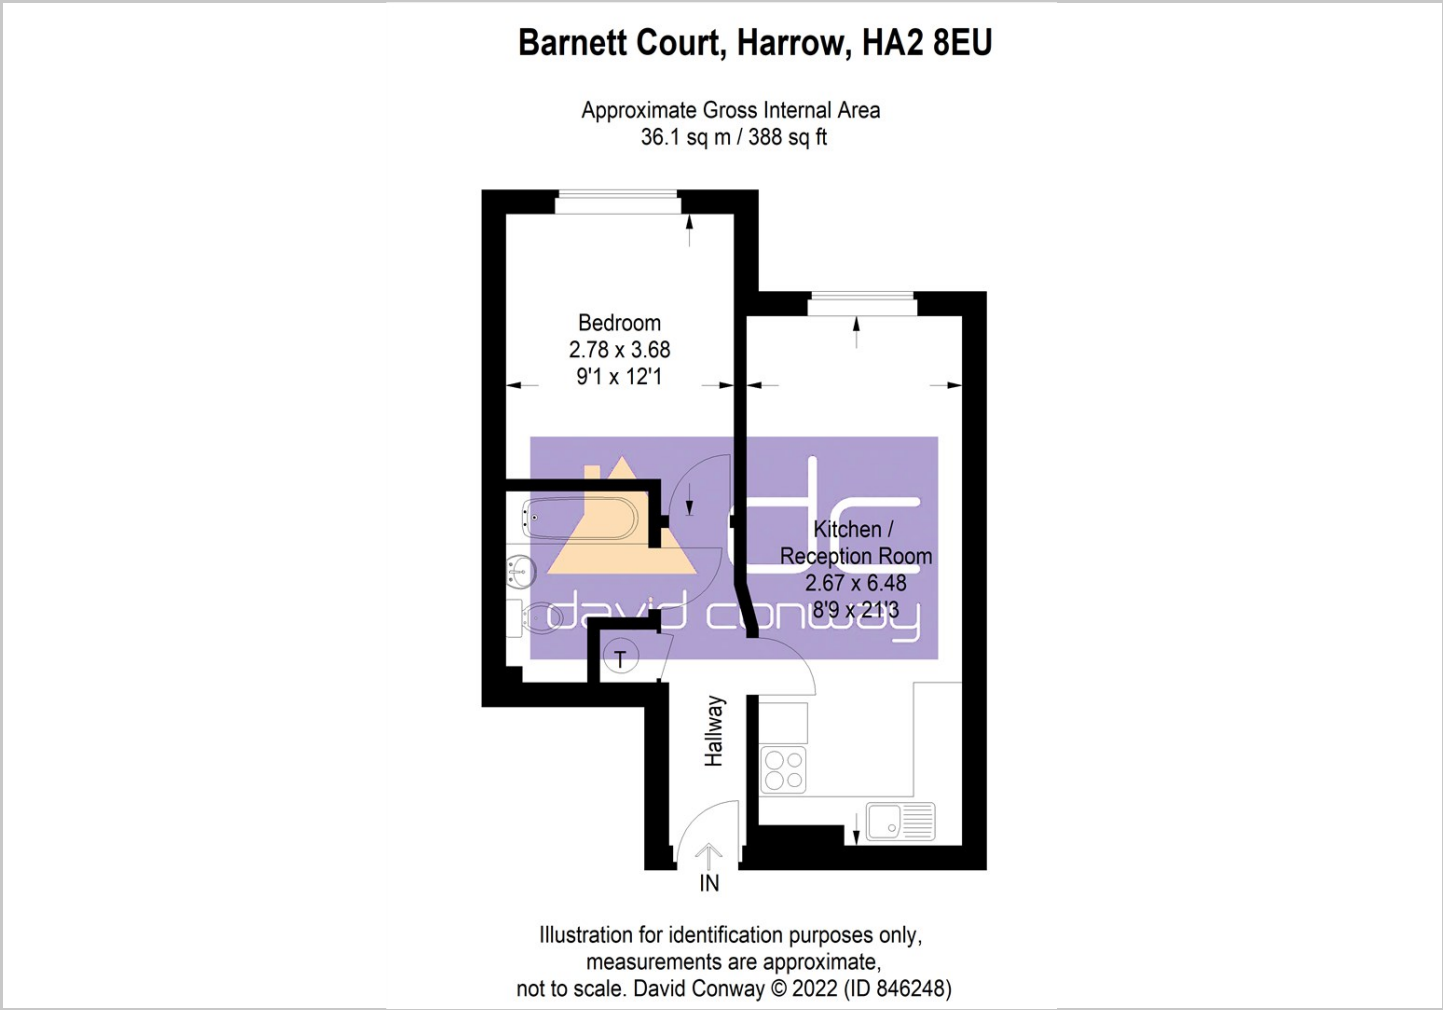 Barnett Court, Harrow, HA2 8EU
Approximate Gross Internal Area
36.1 sq m / 388 sq ft
Bedroom
2.78 x 3.68
9'1 x 12'1
dc
Kitchen /
Reception Room
2.67 x 6.48
8'9 x 21'3
david conway
T
Hallway
IN
Illustration for identification purposes only,
measurements are approximate,
not to scale. David Conway © 2022 (ID 846248)